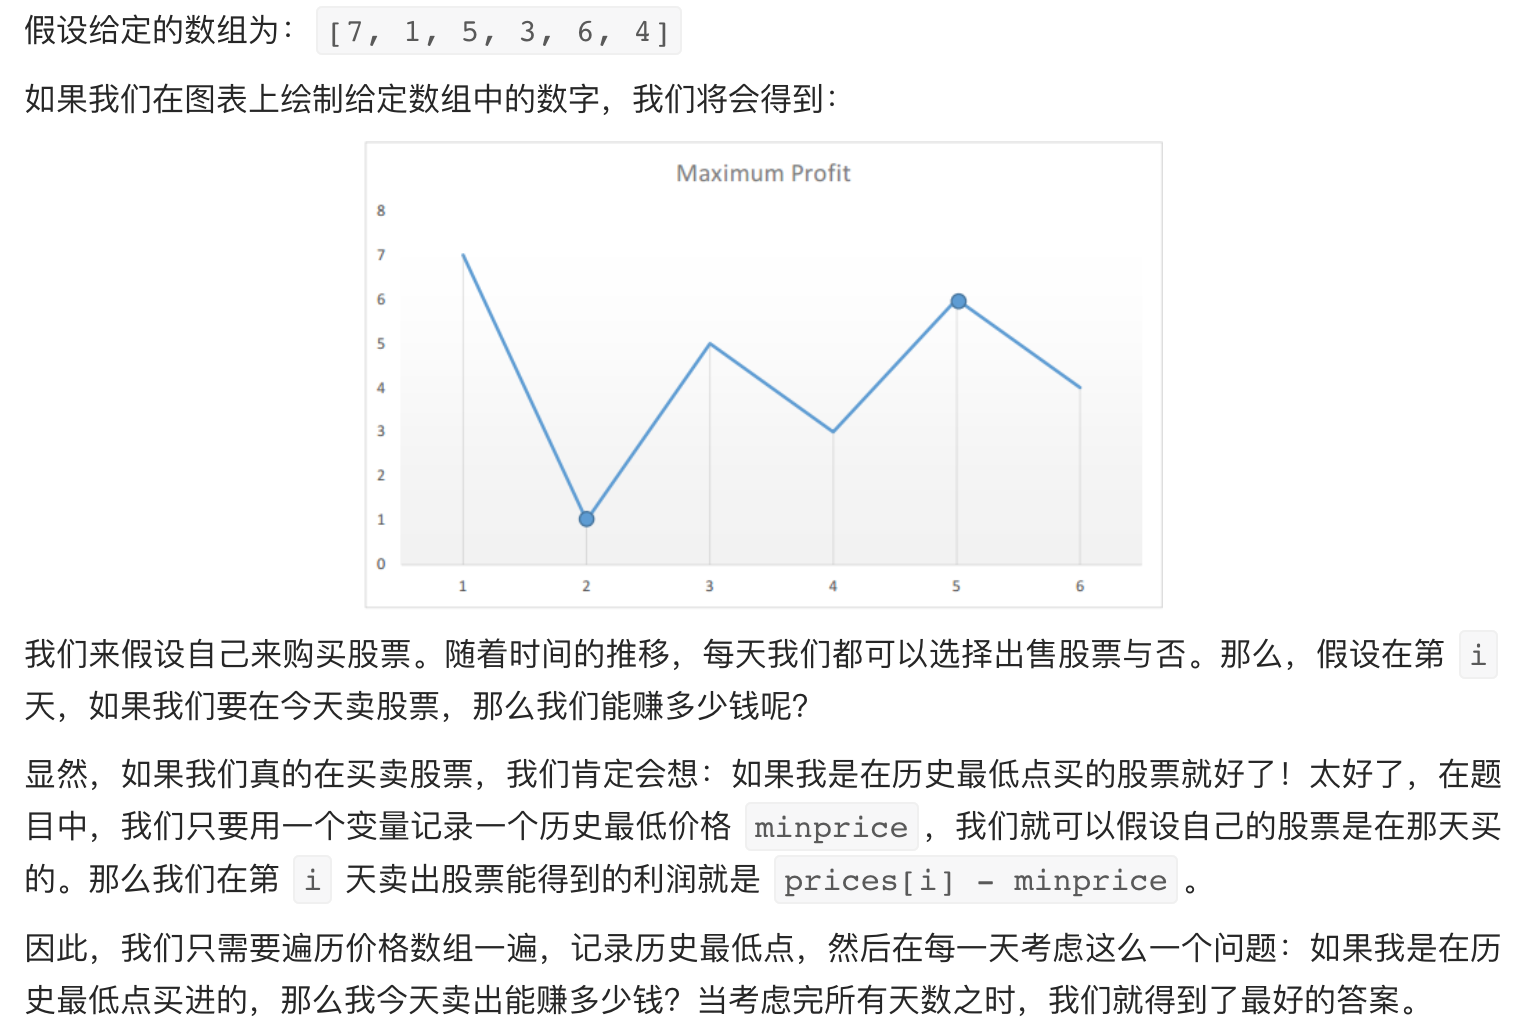 假设给定的数组为：[7, 1, 5, 3, 6, 4]
如果我们在图表上绘制给定数组中的数字，我们将会得到：
Maximum Profit
8
7
6
5
4
3
2
1
0
1 2 3 4 5 6
我们来假设自己来购买股票。随着时间的推移，每天我们都可以选择出售股票与否。那么，假设在第 i
天，如果我们要在今天卖股票，那么我们能赚多少钱呢？
显然，如果我们真的在买卖股票，我们肯定会想：如果我是在历史最低点买的股票就好了！太好了，在题
目中，我们只要用一个变量记录一个历史最低价格 minprice，我们就可以假设自己的股票是在那天买
的。那么我们在第 i 天卖出股票能得到的利润就是 prices[i] - minprice。
因此，我们只需要遍历价格数组一遍，记录历史最低点，然后在每一天考虑这么一个问题：如果我是在历
史最低点买进的，那么我今天卖出能赚多少钱？当考虑完所有天数之时，我们就得到了最好的答案。